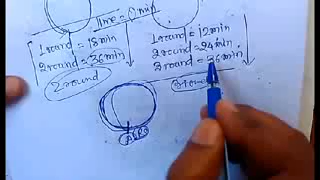 Time = 0 min
1 round = 18 min
2 round = 36 min
2 round
1 round = 12 min
2 round = 24 min
3 round = 36 min